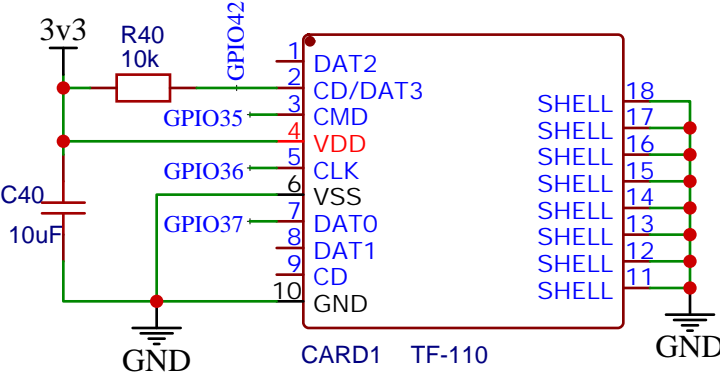 3v3
R40
10k
GPIO42
1
DAT2
2
CD/DAT3
GPIO35
3
CMD
4
VDD
GPIO36
5
CLK
6
VSS
GPIO37
7
DAT0
8
DAT1
9
CD
10
GND
C40
10uF
GND
18
SHELL
17
SHELL
16
SHELL
15
SHELL
14
SHELL
13
SHELL
12
SHELL
11
SHELL
GND
CARD1 TF-110